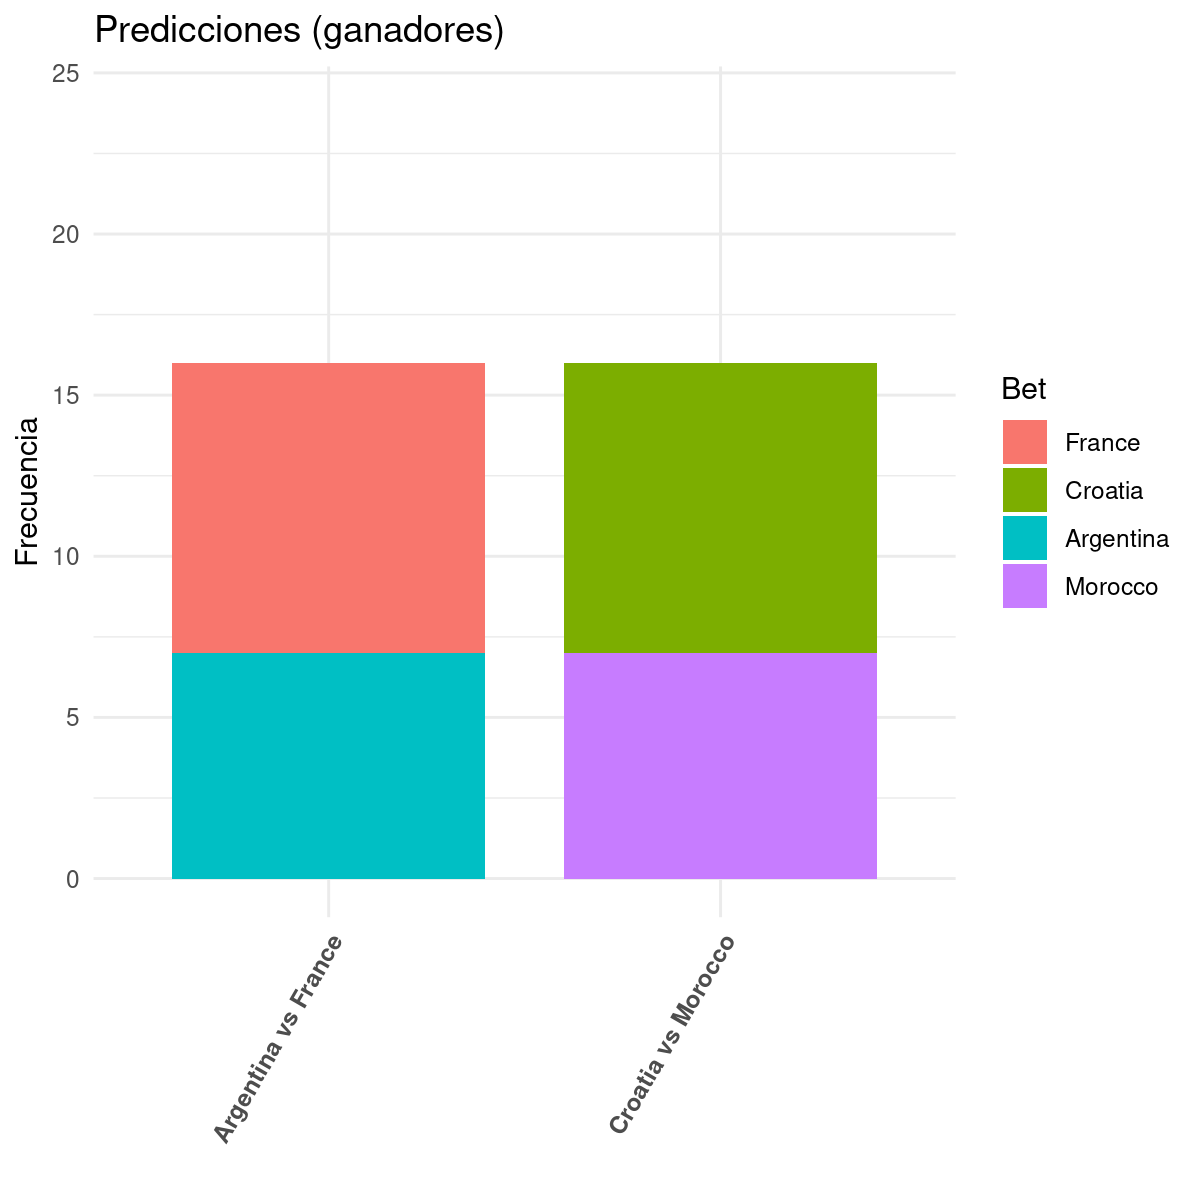 Predicciones (ganadores)
Frecuencia
25
20
15
10
5
0
Argentina vs France
Croatia vs Morocco
Bet
France
Croatia
Argentina
Morocco